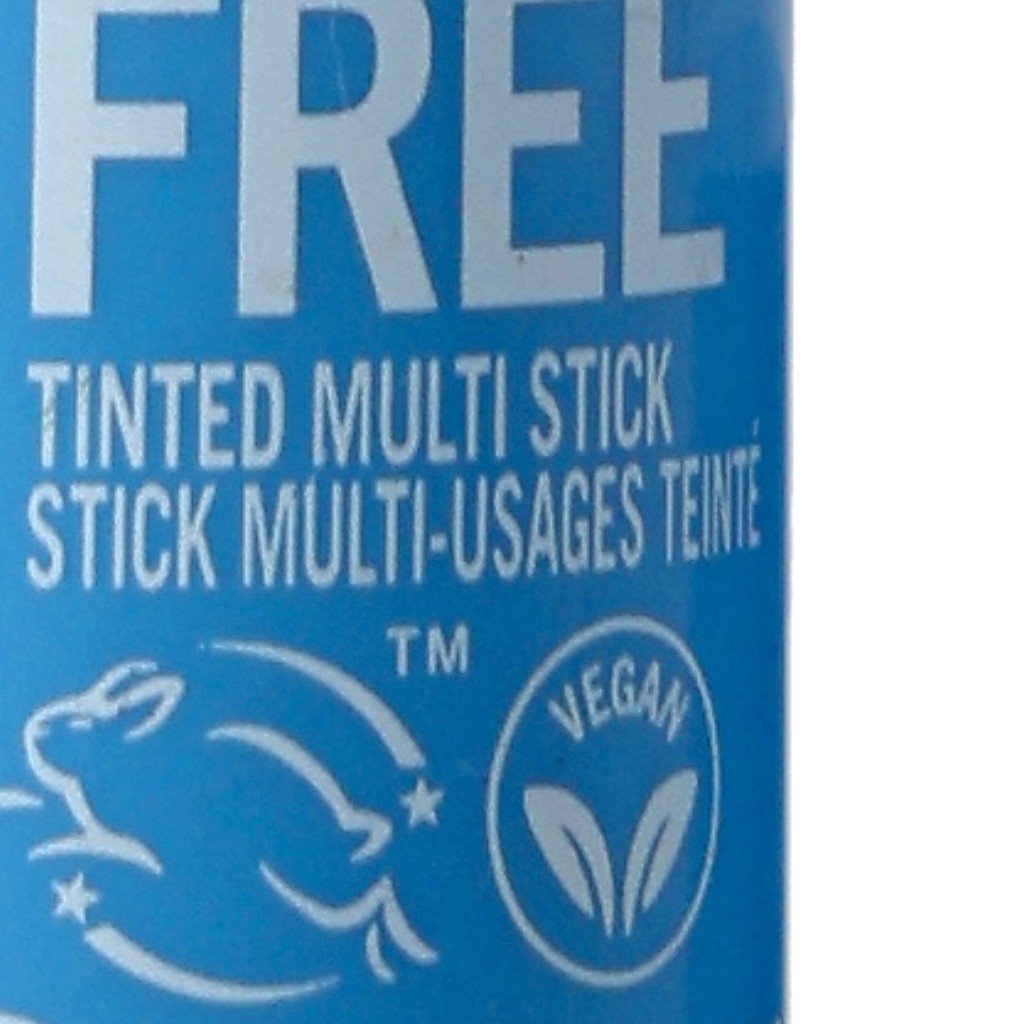 FREE
TINTED MULTI STICK
STICK MULTI-USAGES TEINTÉ
TM
VEGAN